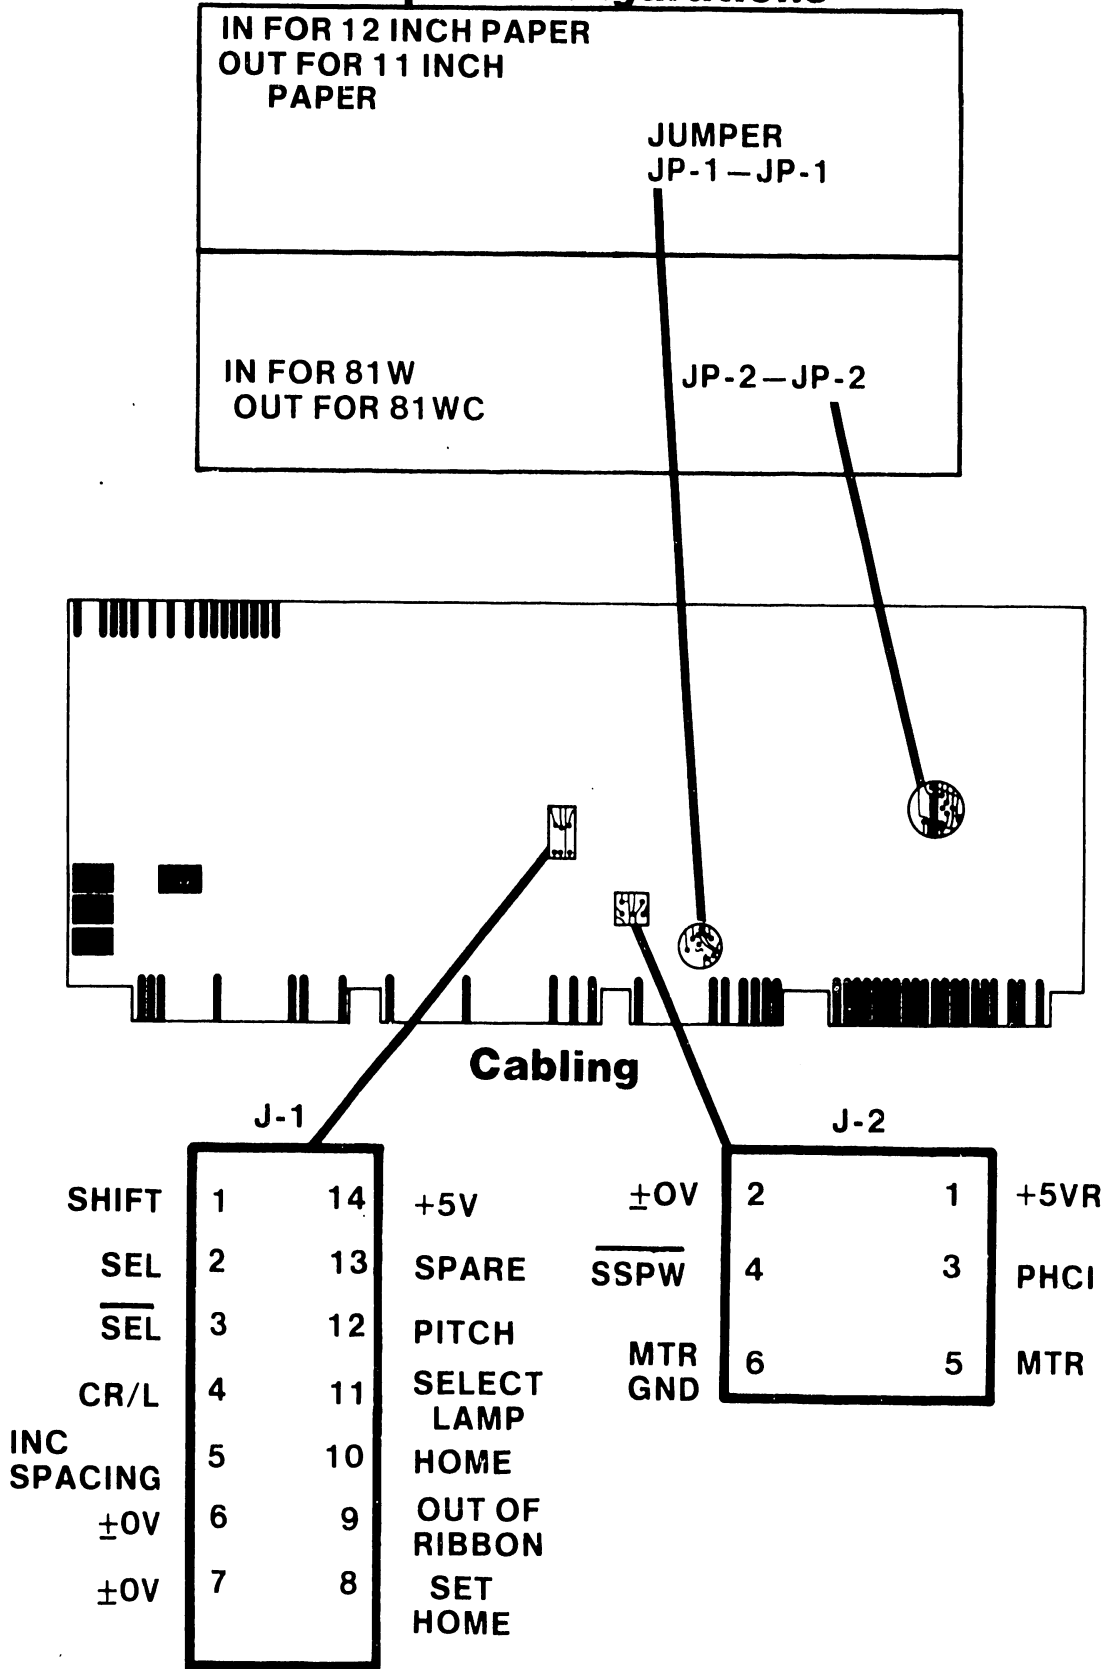 IN FOR 12 INCH PAPER
OUT FOR 11 INCH
PAPER
JUMPER
JP-1—JP-1
IN FOR 81W
OUT FOR 81WC
JP-2—JP-2
Cabling
J-1
SHIFT 1 14 +5V
SEL 2 13 SPARE
S̅E̅L̅ 3 12 PITCH
CR/L 4 11 SELECT
LAMP
INC
SPACING 5 10 HOME
±0V 6 9 OUT OF
RIBBON
±0V 7 8 SET
HOME
J-2
±0V 2 1 +5VR
S̅S̅P̅W̅ 4 3 PHCI
MTR
GND 6 5 MTR